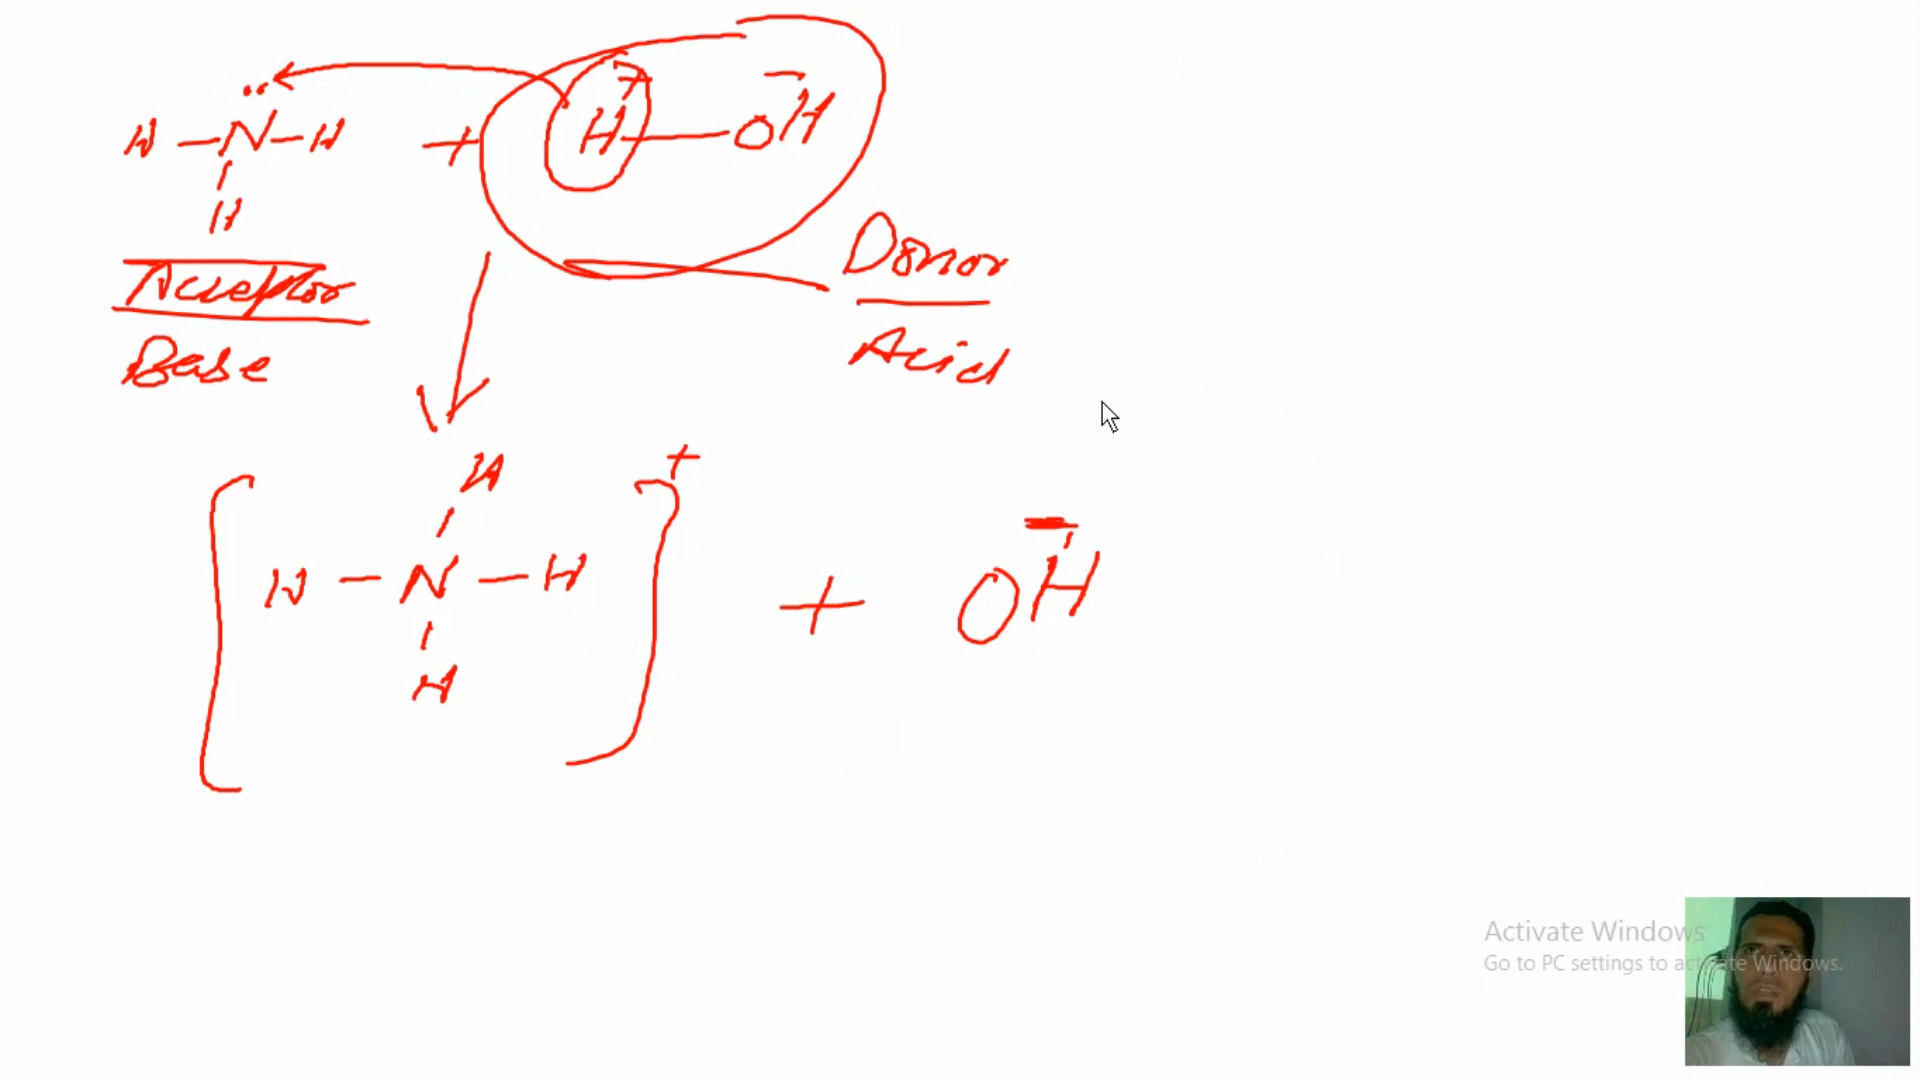 H – N̈ – H + H⁺ — OH⁻
H
Acceptor
Base
Donor
Acid
H +
H – N – H + OH⁻
H
Activate Windows
Go to PC settings to activate Windows.